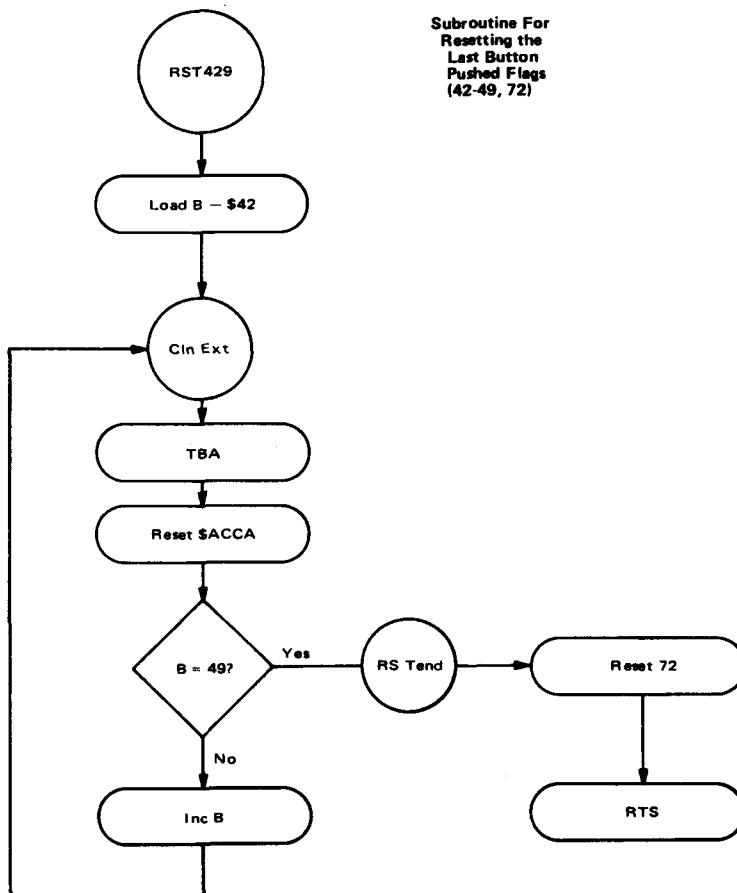 Subroutine For
Resetting the
Last Button
Pushed Flags
(42-49, 72)
RST429
Load B — $42
Cln Ext
TBA
Reset $ACCA
B = 49?
Yes
RS Tend
Reset 72
No
Inc B
RTS